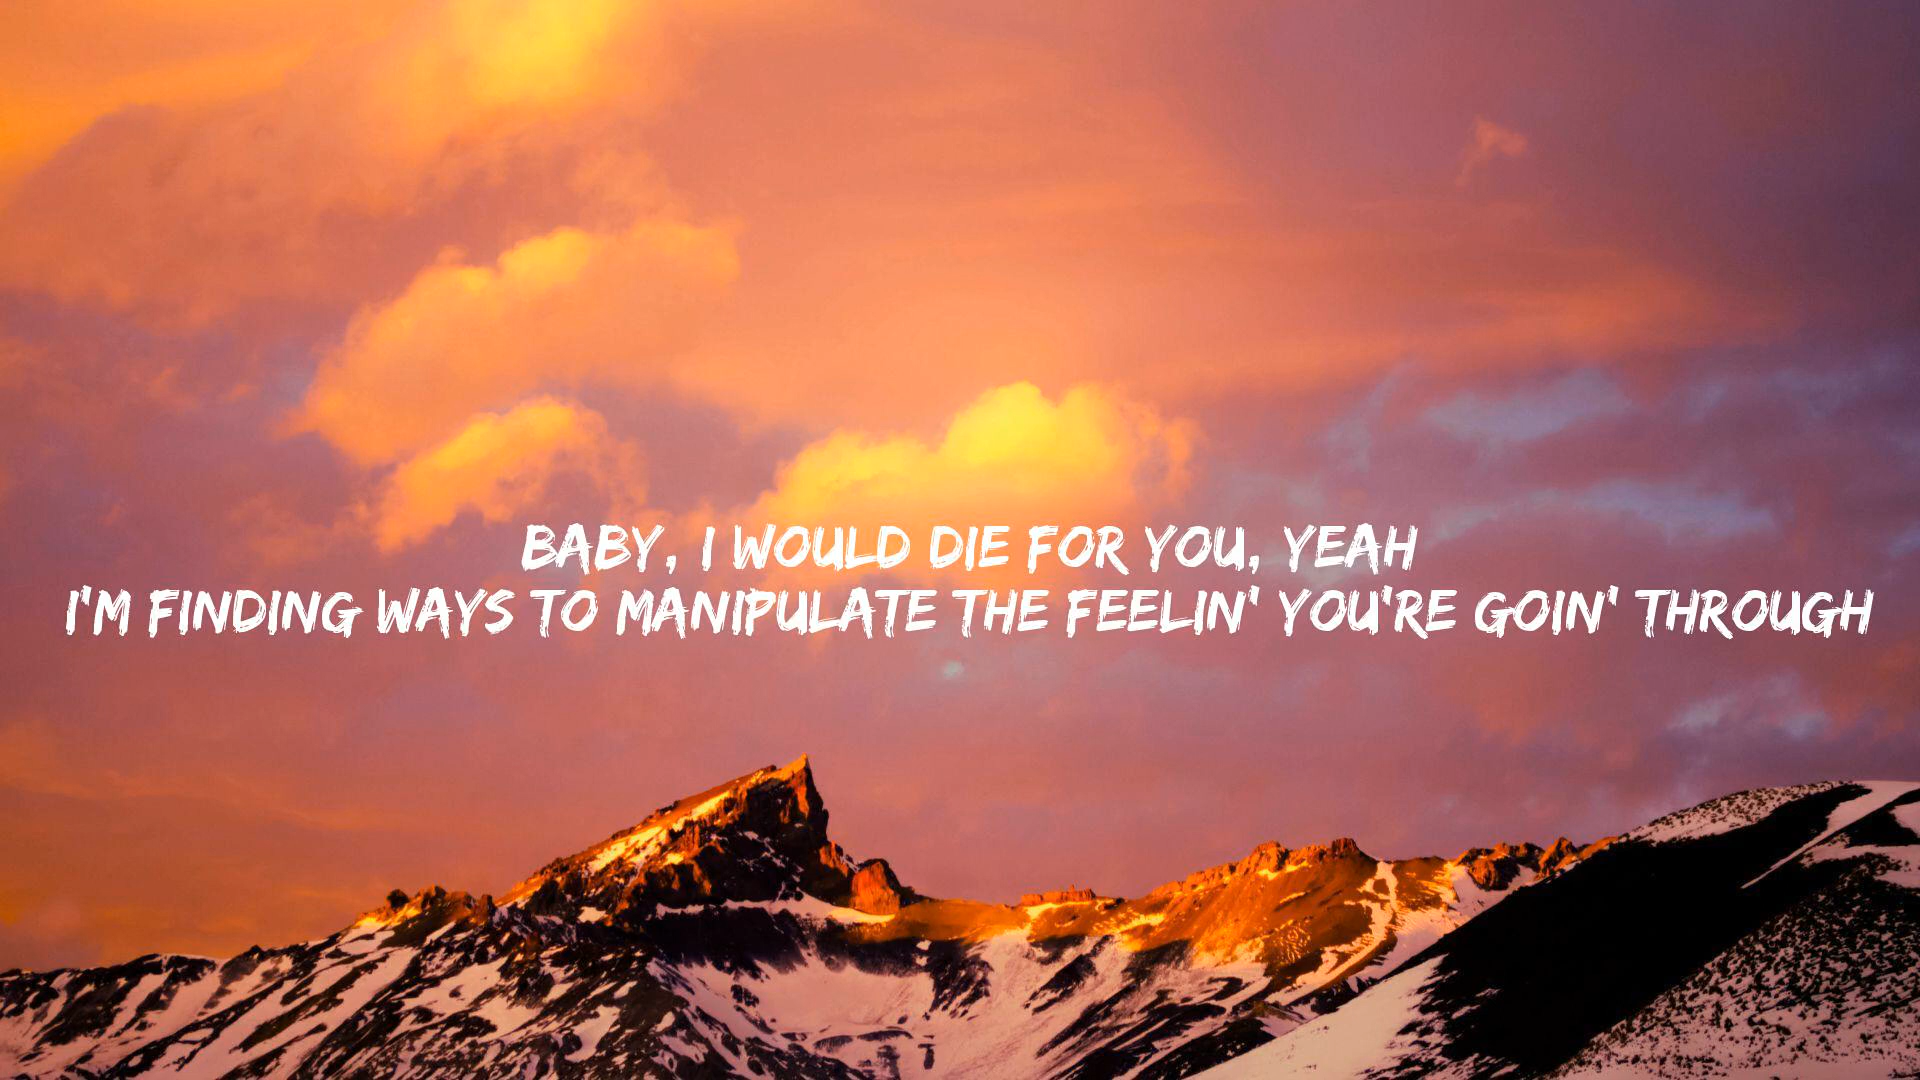 BABY, I WOULD DIE FOR YOU, YEAH
I'M FINDING WAYS TO MANIPULATE THE FEELIN' YOU'RE GOIN' THROUGH